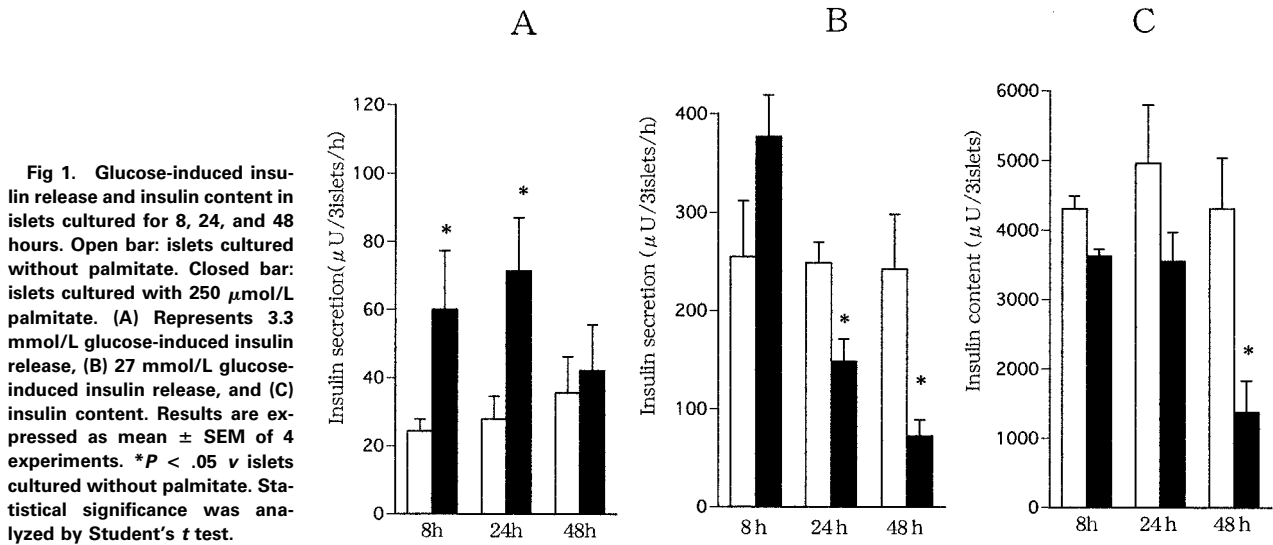 Fig 1. Glucose-induced insu-
lin release and insulin content in
islets cultured for 8, 24, and 48
hours. Open bar: islets cultured
without palmitate. Closed bar:
islets cultured with 250 μmol/L
palmitate. (A) Represents 3.3
mmol/L glucose-induced insulin
release, (B) 27 mmol/L glucose-
induced insulin release, and (C)
insulin content. Results are ex-
pressed as mean ± SEM of 4
experiments. *P < .05 v islets
cultured without palmitate. Sta-
tistical significance was ana-
lyzed by Student's t test.
A
Insulin secretion(μU/3islets/h)
120
100
80
60
40
20
0
*
*
8h 24h 48h
B
Insulin secretion (μU/3islets/h)
400
300
200
100
0
*
*
8h 24h 48h
C
Insulin content (μU/3islets)
6000
5000
4000
3000
2000
1000
0
*
8h 24h 48h